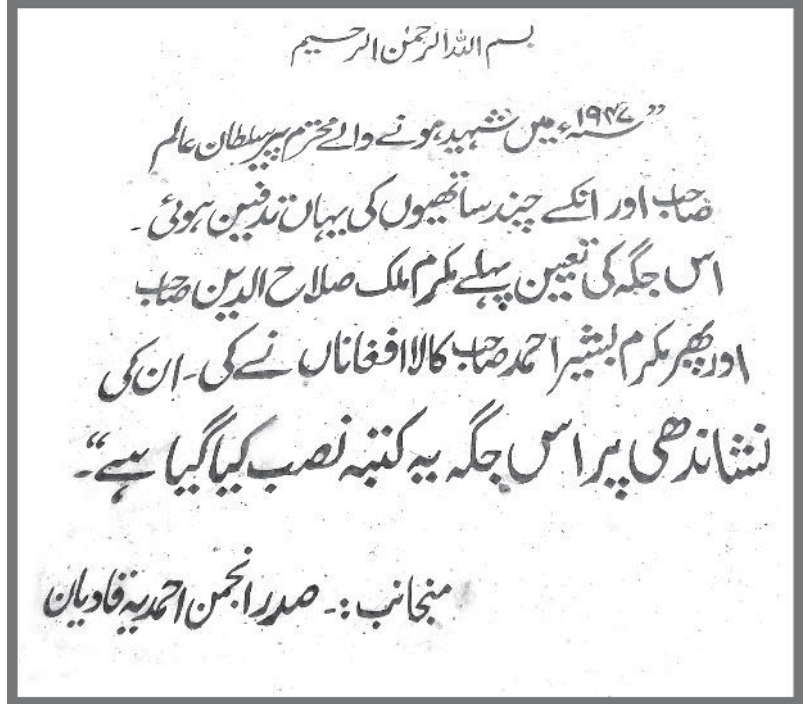 بسم اللہ الرحمٰن الرحیم
”۱۹۴۷ سنہء میں شہید ہونے والے محترم پیر سلطان عالم
صاحب اور انکے چند ساتھیوں کی یہاں تدفین ہوئی ۔
اس جگہ کی تعیین پہلے مکرم ملک صلاح الدین صاحب
اور پھر مکرم بشیر احمد صاحب کالا افغاناں نے کی ۔ ان کی
نشاندھی پر اس جگہ یہ کتبہ نصب کیا گیا ہے“۔
منجانب :۔ صدر انجمن احمدیہ قادیان